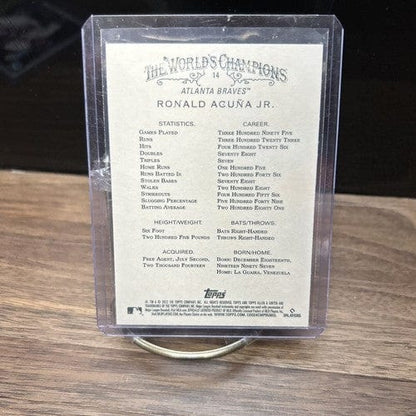 THE WORLD'S CHAMPIONS
14
ATLANTA BRAVES™
RONALD ACUÑA JR.
STATISTICS. CAREER.
GAMES PLAYED THREE HUNDRED NINETY FIVE
RUNS THREE HUNDRED TWENTY THREE
HITS FOUR HUNDRED TWENTY SIX
DOUBLES SEVENTY EIGHT
TRIPLES SEVEN
HOME RUNS ONE HUNDRED FIVE
RUNS BATTED IN TWO HUNDRED FORTY SIX
STOLEN BASES SEVENTY EIGHT
WALKS TWO HUNDRED EIGHT
STRIKEOUTS FOUR HUNDRED FIFTY SIX
SLUGGING PERCENTAGE FIVE HUNDRED FORTY
BATTING AVERAGE TWO HUNDRED EIGHTY ONE
HEIGHT/WEIGHT. BATS/THROWS.
SIX FOOT BATS RIGHT-HANDED
TWO HUNDRED FIVE POUNDS THROWS RIGHT-HANDED
ACQUIRED. BORN/HOME.
FREE AGENT, JULY SECOND, BORN: DECEMBER EIGHTEENTH,
TWO THOUSAND FOURTEEN NINETEEN NINETY SEVEN
HOME: LA GUAIRA, VENEZUELA
TOPPS